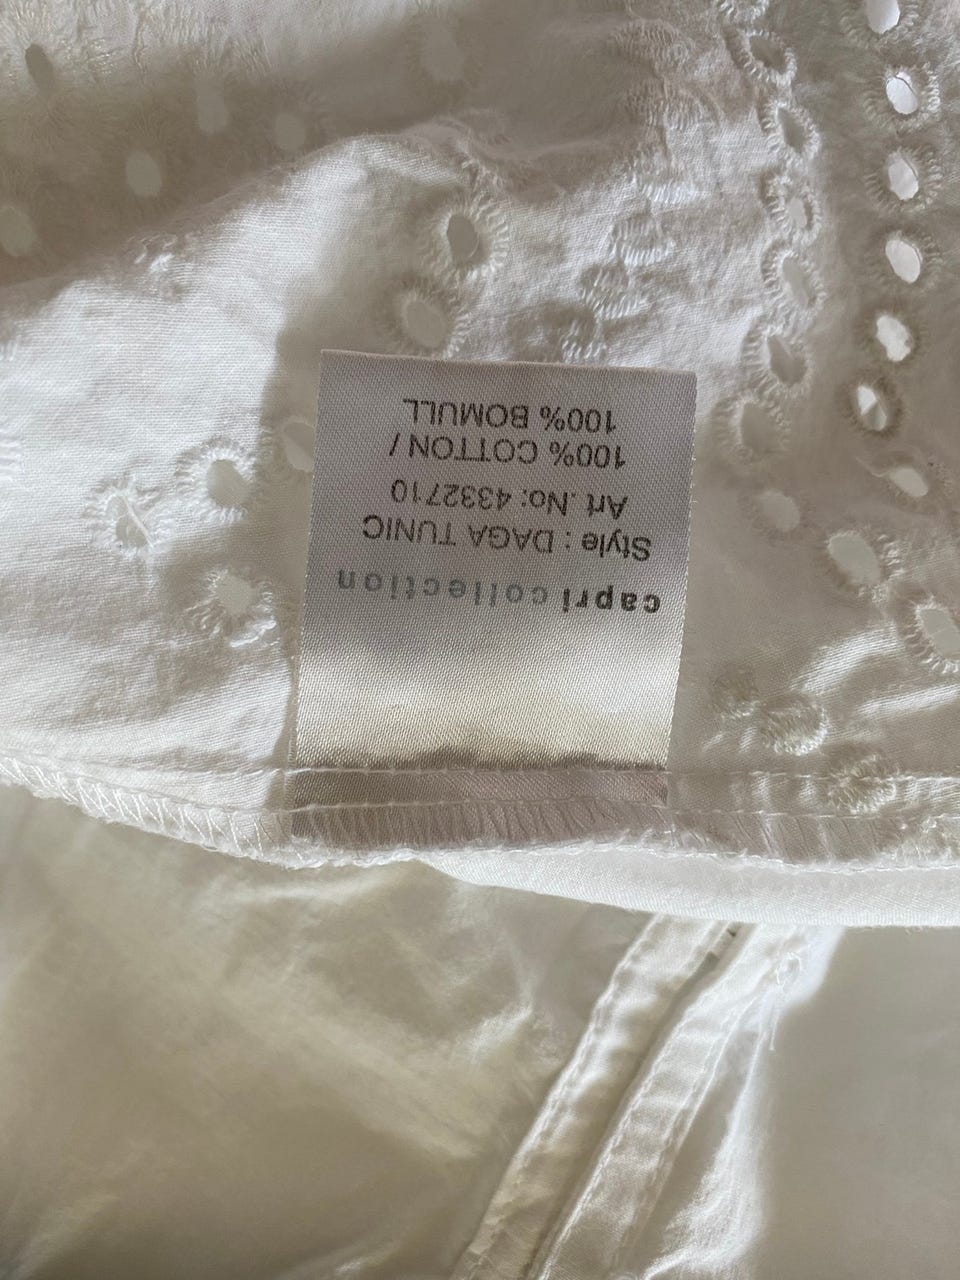 capri collection
Style : DAGA TUNIC
Art .No: 4332710
100% COTTON /
100% BOMULL